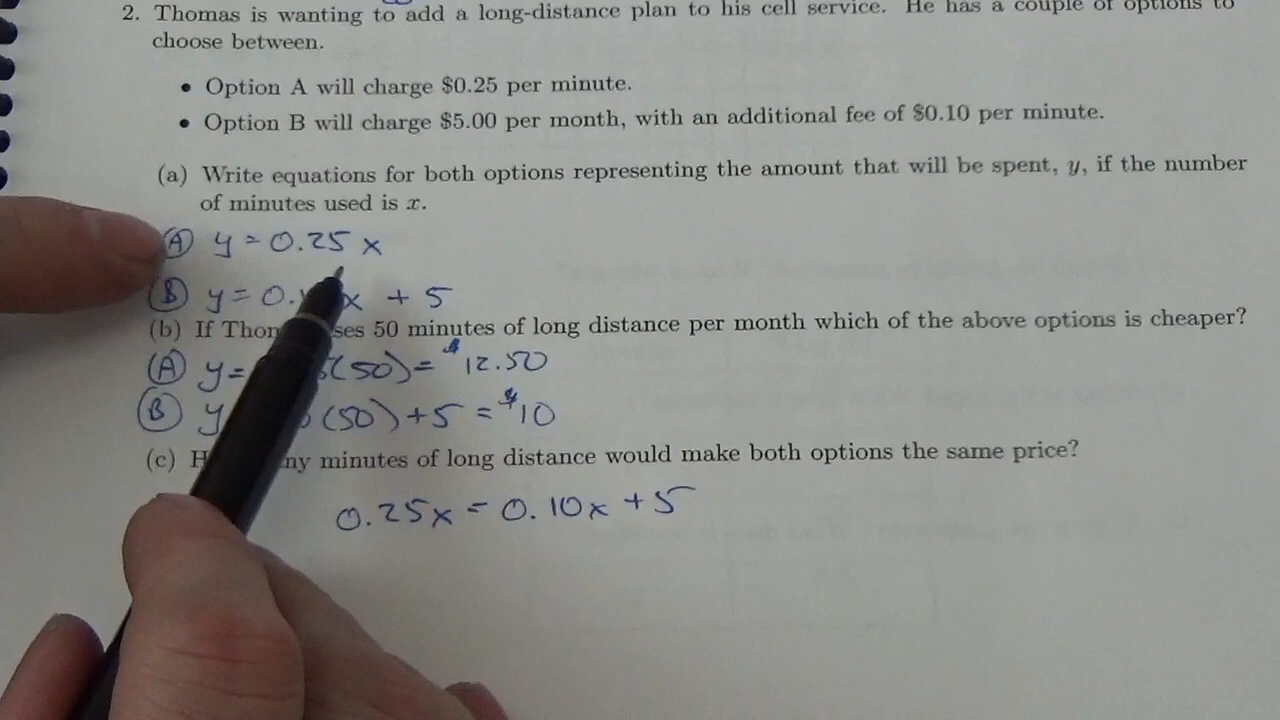 2. Thomas is wanting to add a long-distance plan to his cell service. He has a couple of options to
choose between.
• Option A will charge $0.25 per minute.
• Option B will charge $5.00 per month, with an additional fee of $0.10 per minute.
(a) Write equations for both options representing the amount that will be spent, y, if the number
of minutes used is x.
Ⓐ y = 0.25 x
Ⓑ y = 0. x + 5
(b) If Thom ses 50 minutes of long distance per month which of the above options is cheaper?
Ⓐ y = (50) = $12.50
Ⓑ y (50) + 5 = $10
(c) H ny minutes of long distance would make both options the same price?
0.25x = 0.10x + 5